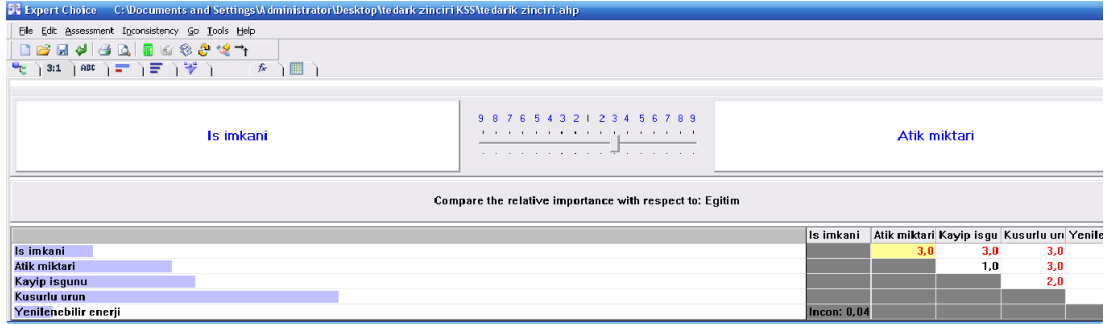 Expert Choice C:\Documents and Settings\Administrator\Desktop\tedark zinciri KSS\tedarik zinciri.ahp
File Edit Assessment Inconsistency Go Tools Help
3:1 ABC fx
9 8 7 6 5 4 3 2 1 2 3 4 5 6 7 8 9
Is imkani Atik miktari
Compare the relative importance with respect to: Egitim
Is imkani Atik miktari Kayip isgu Kusurlu uru Yenile
Is imkani 3,0 3,0 3,0
Atik miktari 1,0 3,0
Kayip isgunu 2,0
Kusurlu urun
Yenilenebilir enerji Incon: 0,04